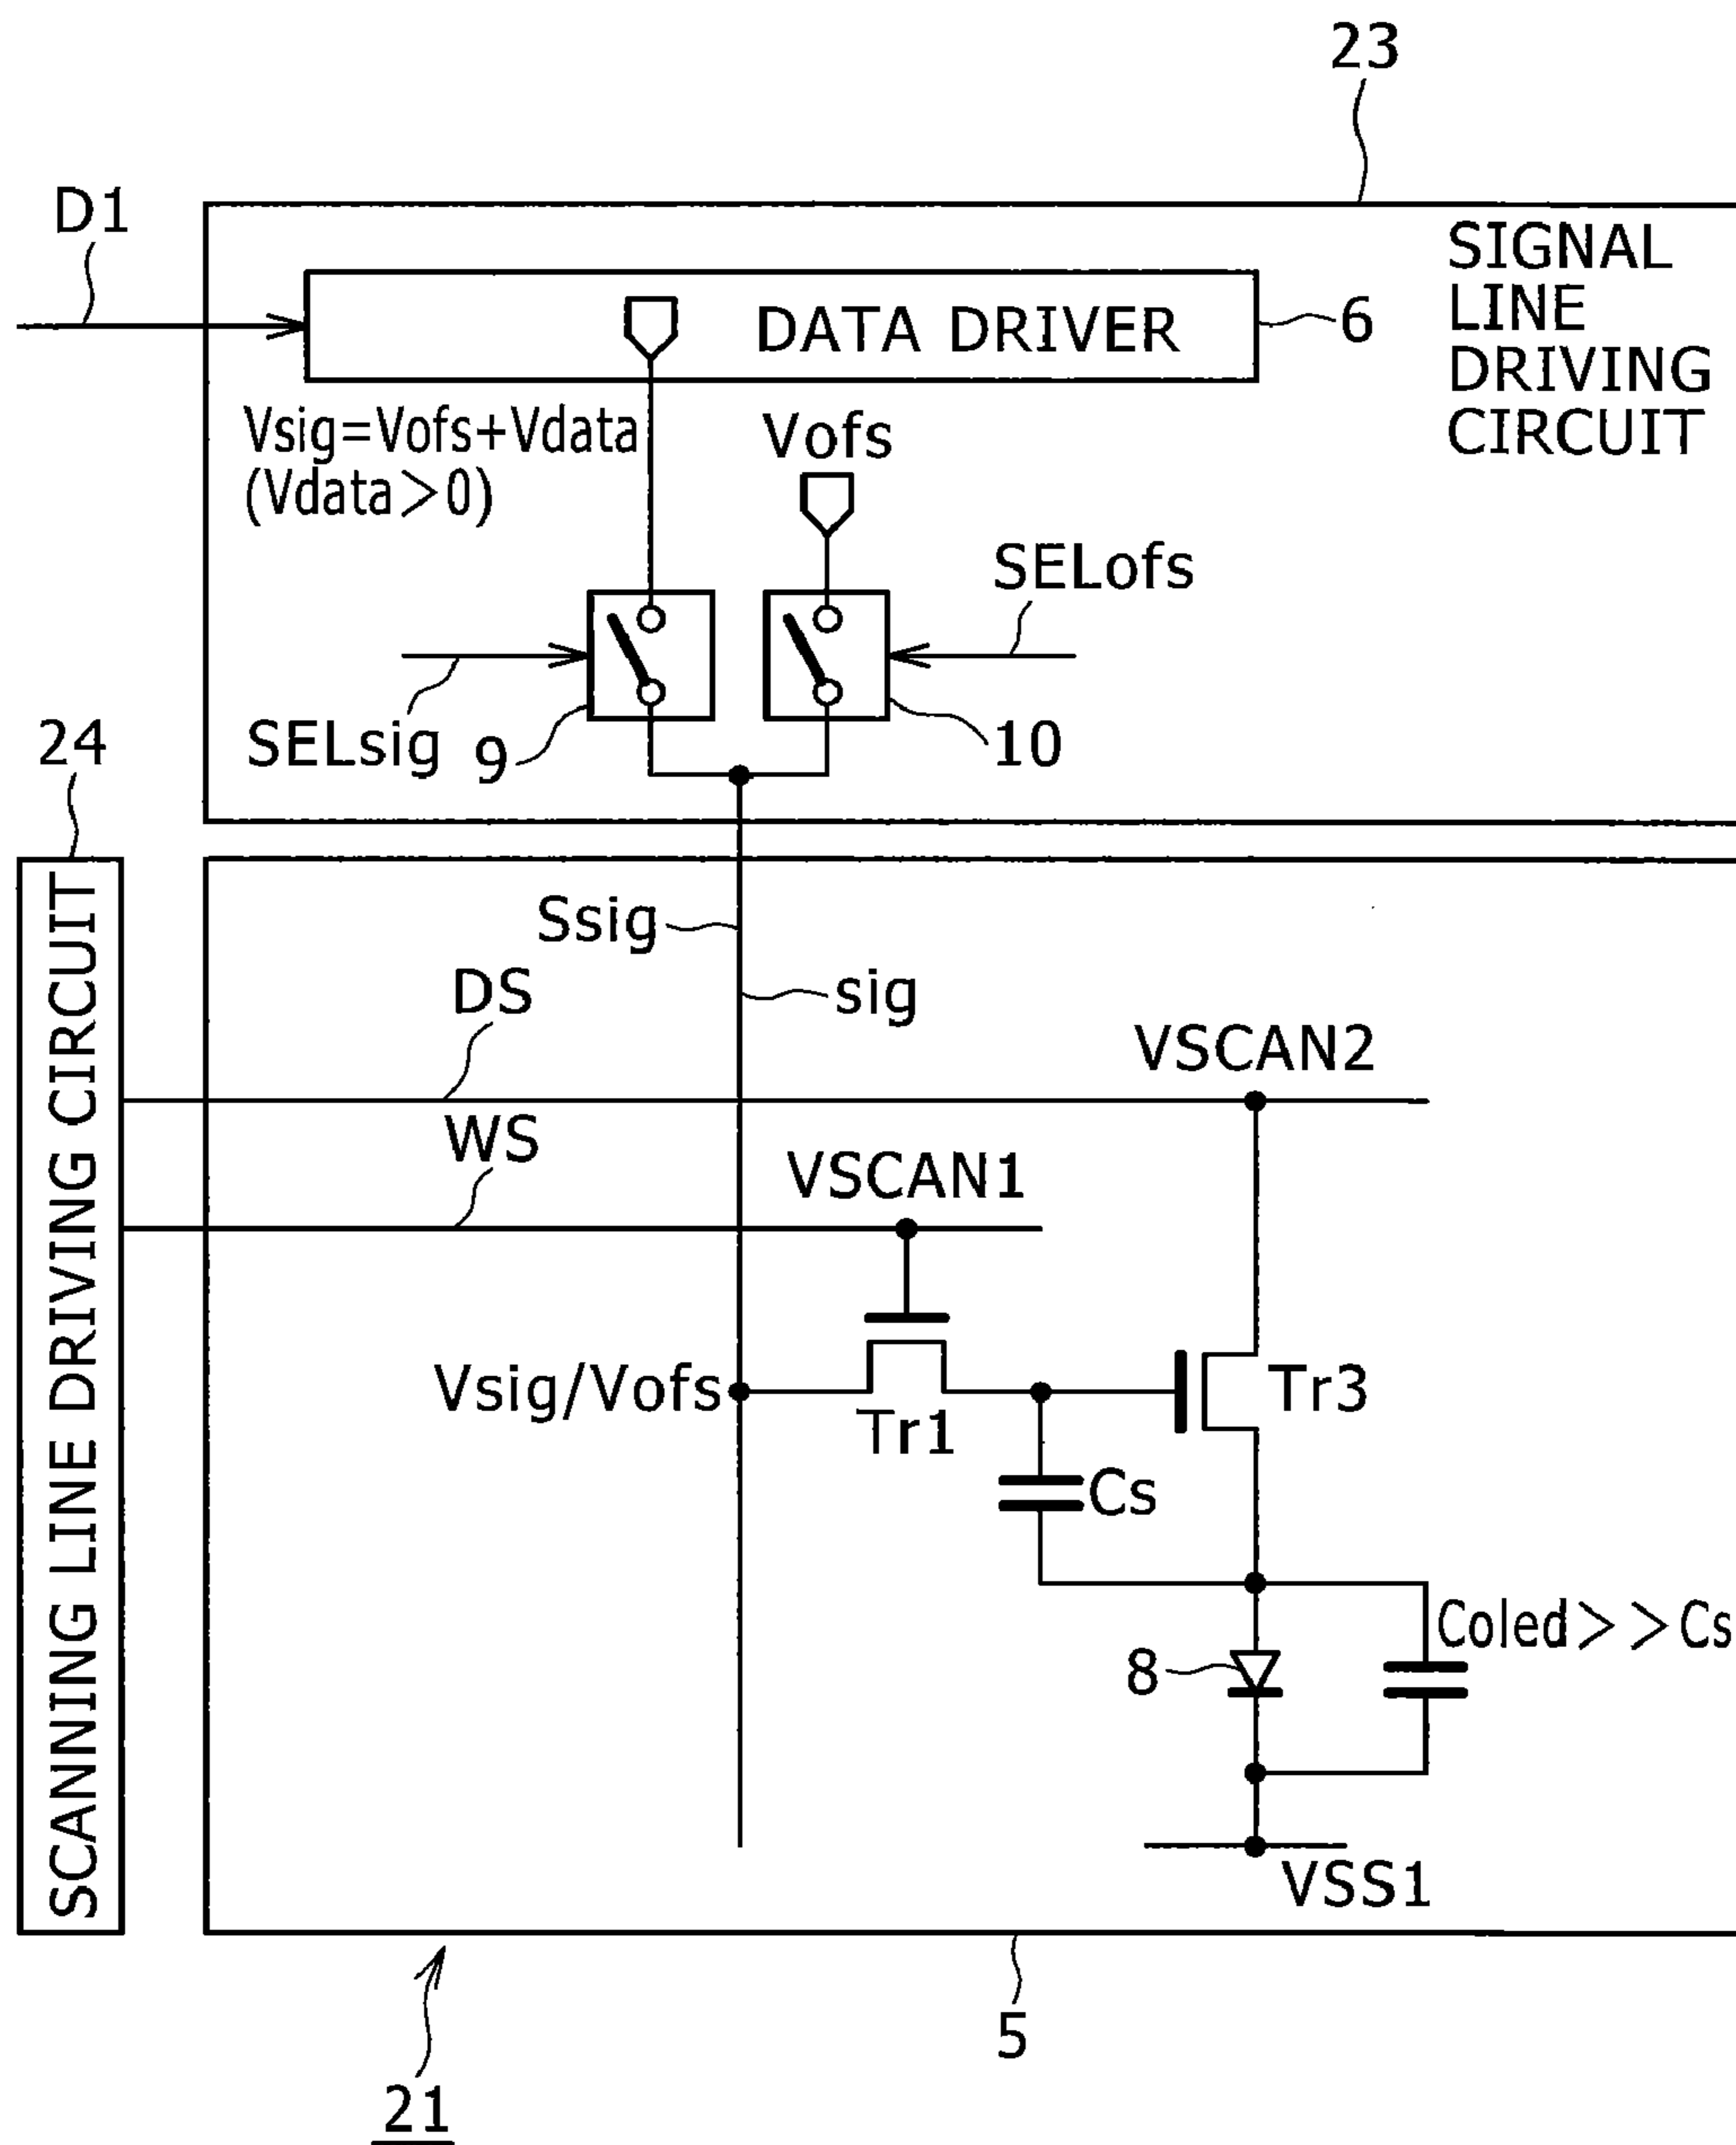 23
D1
SIGNAL
LINE
DRIVING
CIRCUIT
DATA DRIVER
6
Vsig=Vofs+Vdata
(Vdata>0)
Vofs
SELofs
SELsig
9
10
24
SCANNING LINE DRIVING CIRCUIT
Ssig
sig
DS
VSCAN2
WS
VSCAN1
Vsig/Vofs
Tr1
Tr3
Cs
Coled>>Cs
8
VSS1
5
21